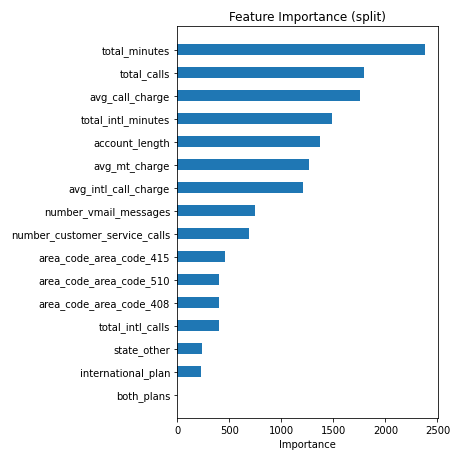 Feature Importance (split)
total_minutes
total_calls
avg_call_charge
total_intl_minutes
account_length
avg_mt_charge
avg_intl_call_charge
number_vmail_messages
number_customer_service_calls
area_code_area_code_415
area_code_area_code_510
area_code_area_code_408
total_intl_calls
state_other
international_plan
both_plans
0 500 1000 1500 2000 2500
Importance